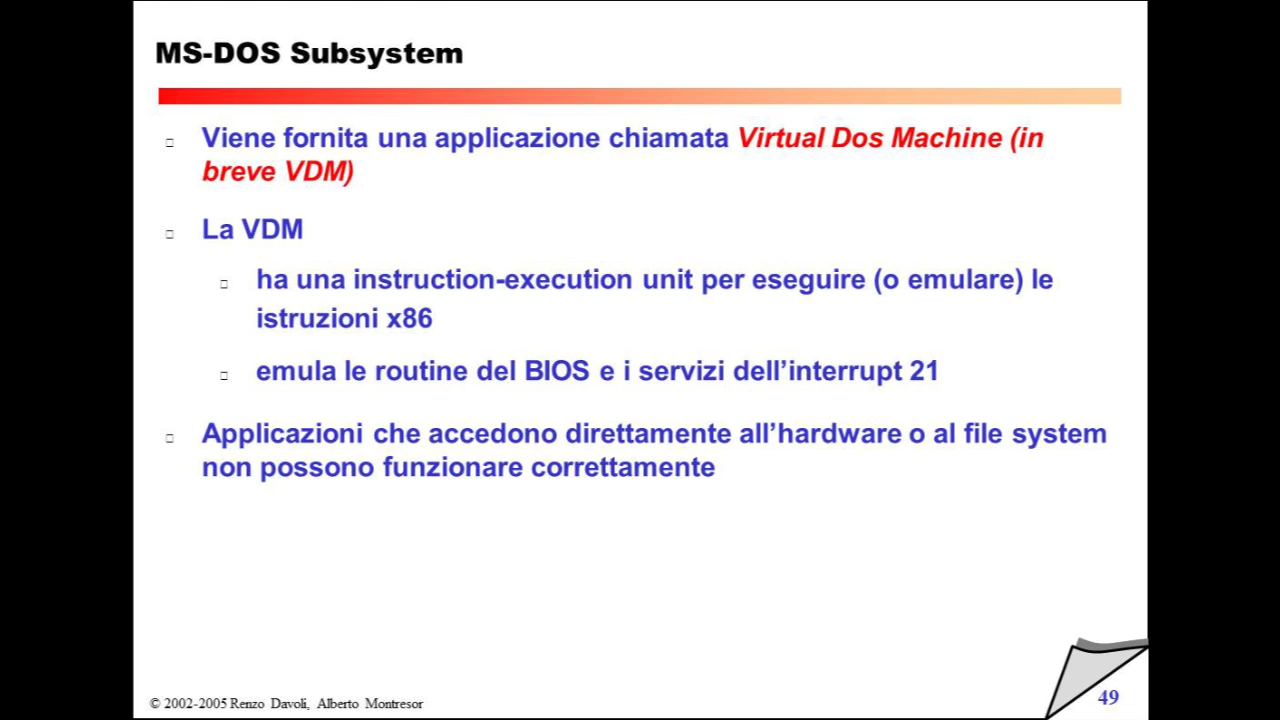 MS-DOS Subsystem
Viene fornita una applicazione chiamata Virtual Dos Machine (in
breve VDM)
La VDM
ha una instruction-execution unit per eseguire (o emulare) le
istruzioni x86
emula le routine del BIOS e i servizi dell’interrupt 21
Applicazioni che accedono direttamente all’hardware o al file system
non possono funzionare correttamente
© 2002-2005 Renzo Davoli, Alberto Montresor
49